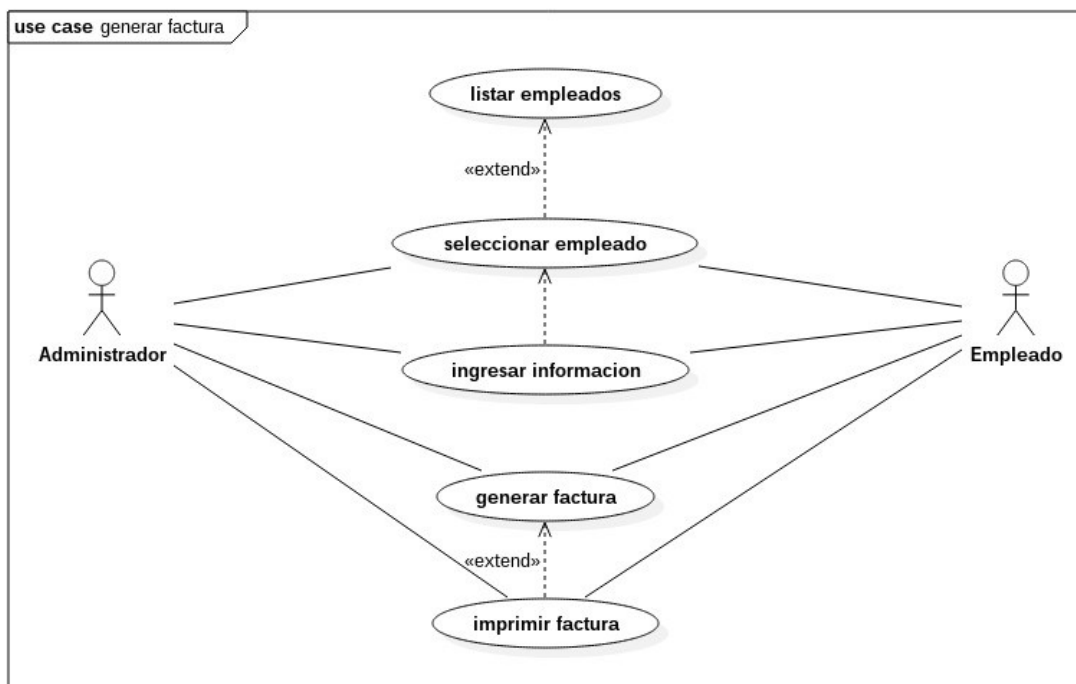 use case generar factura
listar empleados
«extend»
seleccionar empleado
Administrador
Empleado
ingresar informacion
generar factura
«extend»
imprimir factura